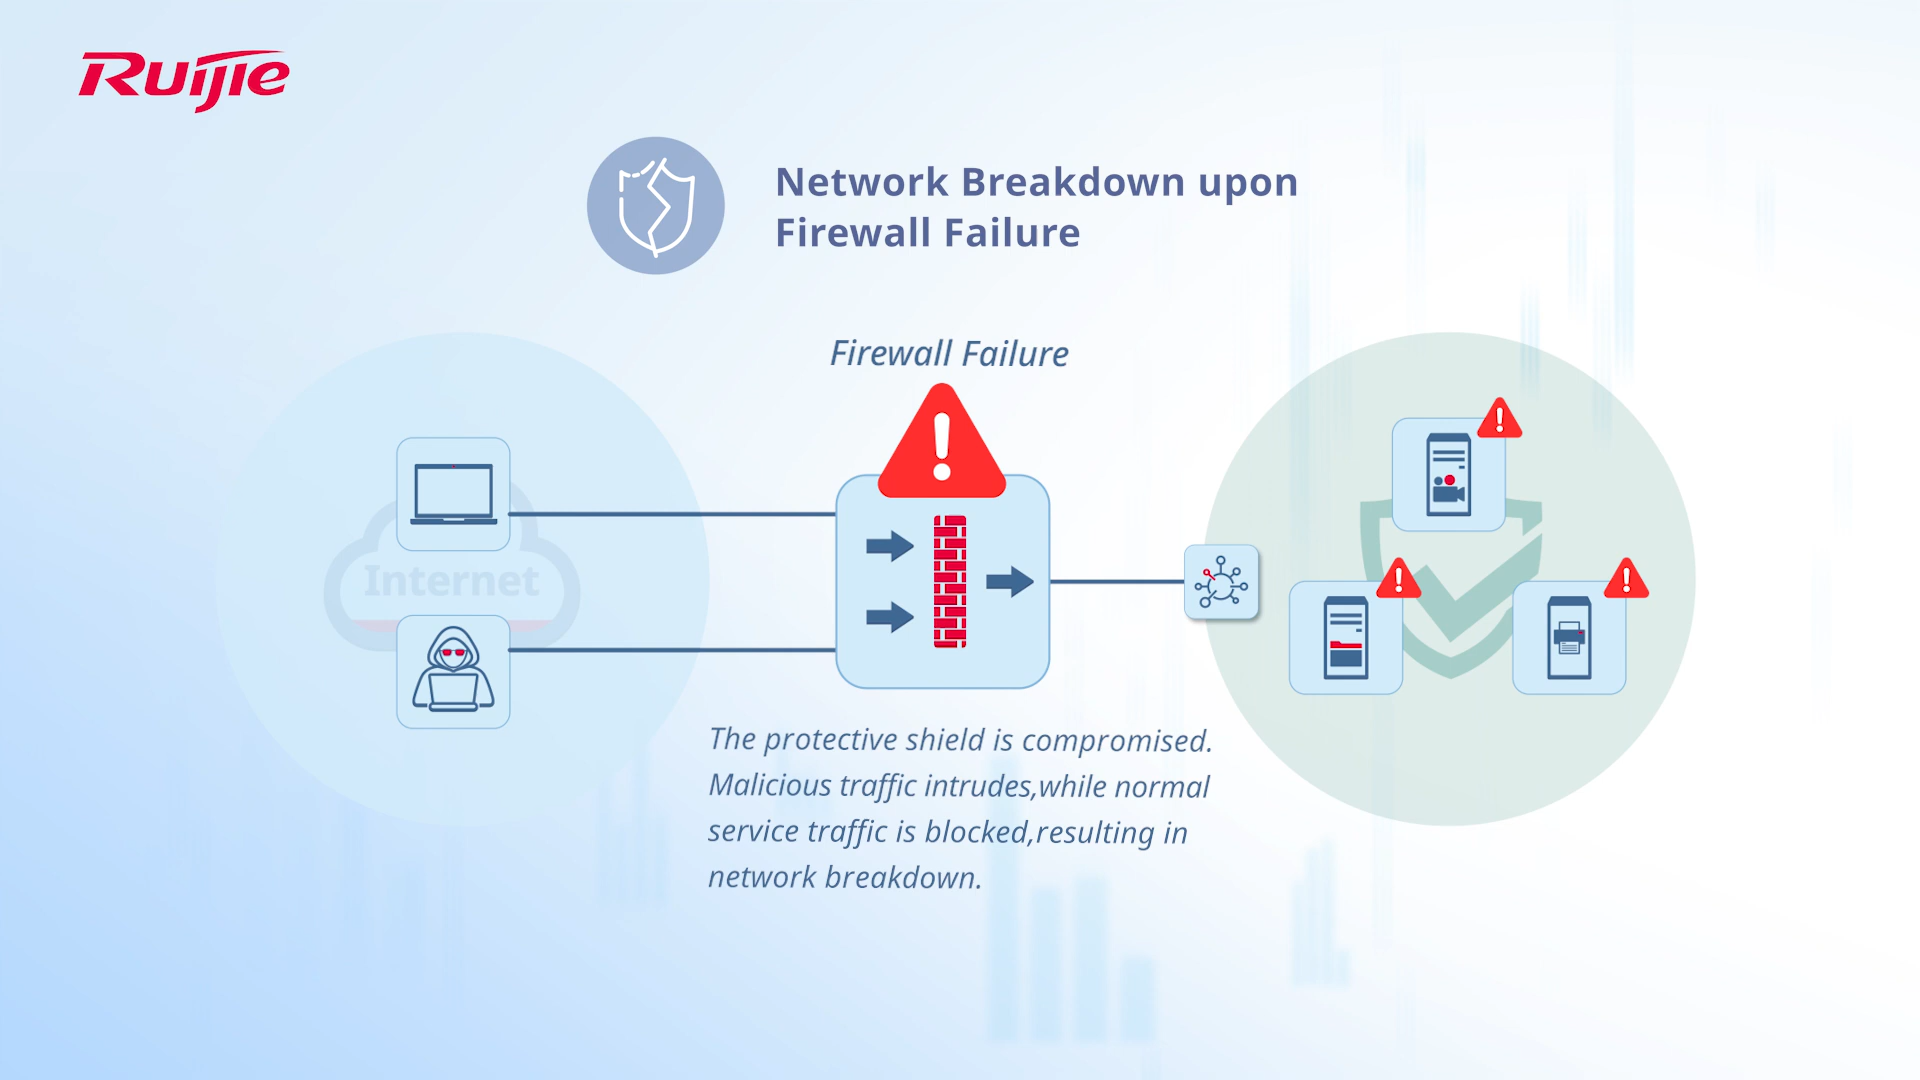 Ruijie
Network Breakdown upon
Firewall Failure
Firewall Failure
Internet
The protective shield is compromised.
Malicious traffic intrudes,while normal
service traffic is blocked,resulting in
network breakdown.